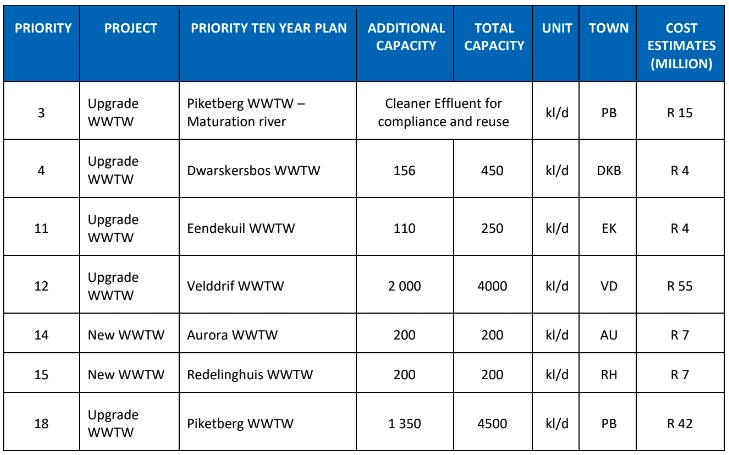 PRIORITY PROJECT PRIORITY TEN YEAR PLAN ADDITIONAL CAPACITY TOTAL CAPACITY UNIT TOWN COST ESTIMATES (MILLION)
3 Upgrade WWTW Piketberg WWTW – Maturation river Cleaner Effluent for compliance and reuse kl/d PB R 15
4 Upgrade WWTW Dwarskersbos WWTW 156 450 kl/d DKB R 4
11 Upgrade WWTW Eendekuil WWTW 110 250 kl/d EK R 4
12 Upgrade WWTW Velddrif WWTW 2 000 4000 kl/d VD R 55
14 New WWTW Aurora WWTW 200 200 kl/d AU R 7
15 New WWTW Redelinghuis WWTW 200 200 kl/d RH R 7
18 Upgrade WWTW Piketberg WWTW 1 350 4500 kl/d PB R 42